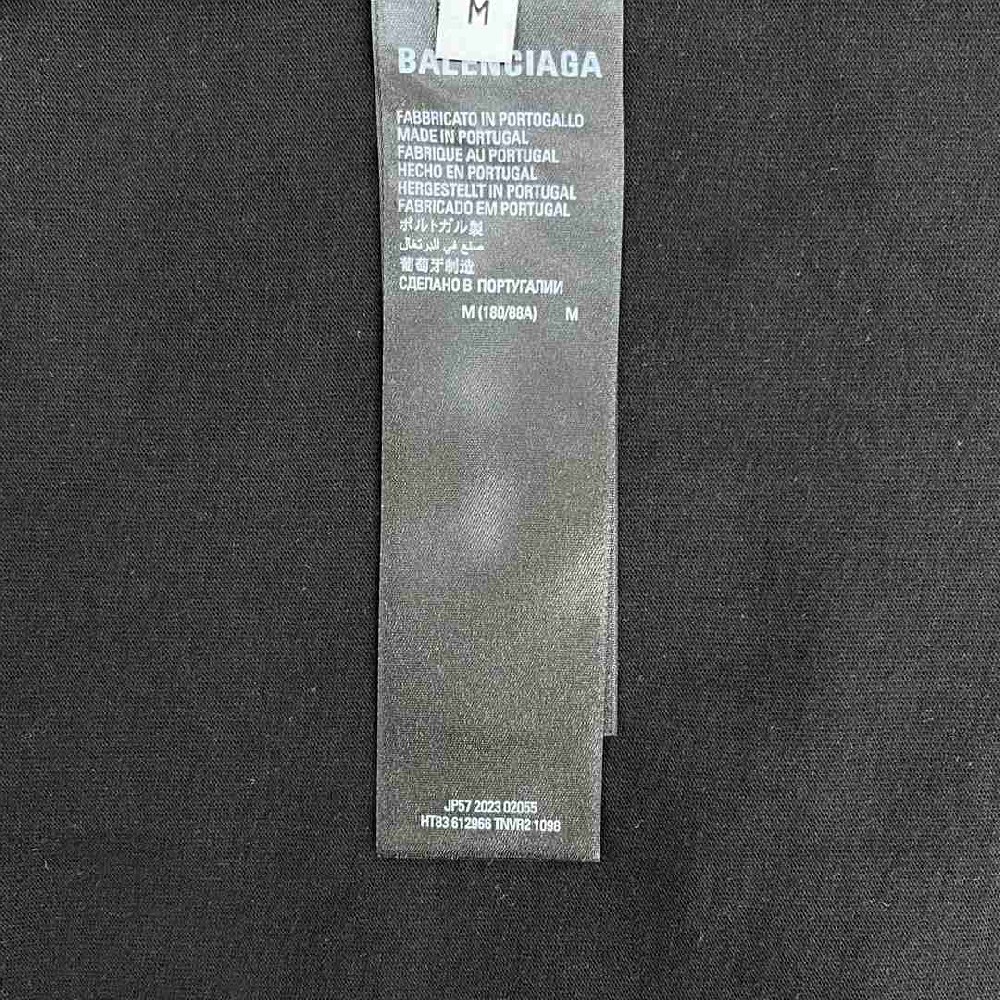 M
BALENCIAGA
FABBRICATO IN PORTOGALLO
MADE IN PORTUGAL
FABRIQUE AU PORTUGAL
HECHO EN PORTUGAL
HERGESTELLT IN PORTUGAL
FABRICADO EM PORTUGAL
ポルトガル製
صنع في البرتغال
葡萄牙制造
СДЕЛАНО В ПОРТУГАЛИИ
M (180/88A) M
JP57 2023 02055
HT83 612966 TNVR2 1098